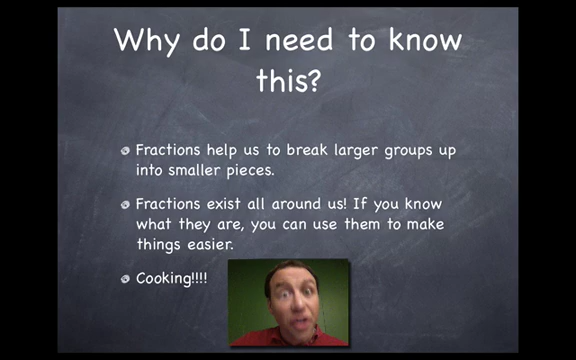 Why do I need to know
this?
Fractions help us to break larger groups up
into smaller pieces.
Fractions exist all around us! If you know
what they are, you can use them to make
things easier.
Cooking!!!!